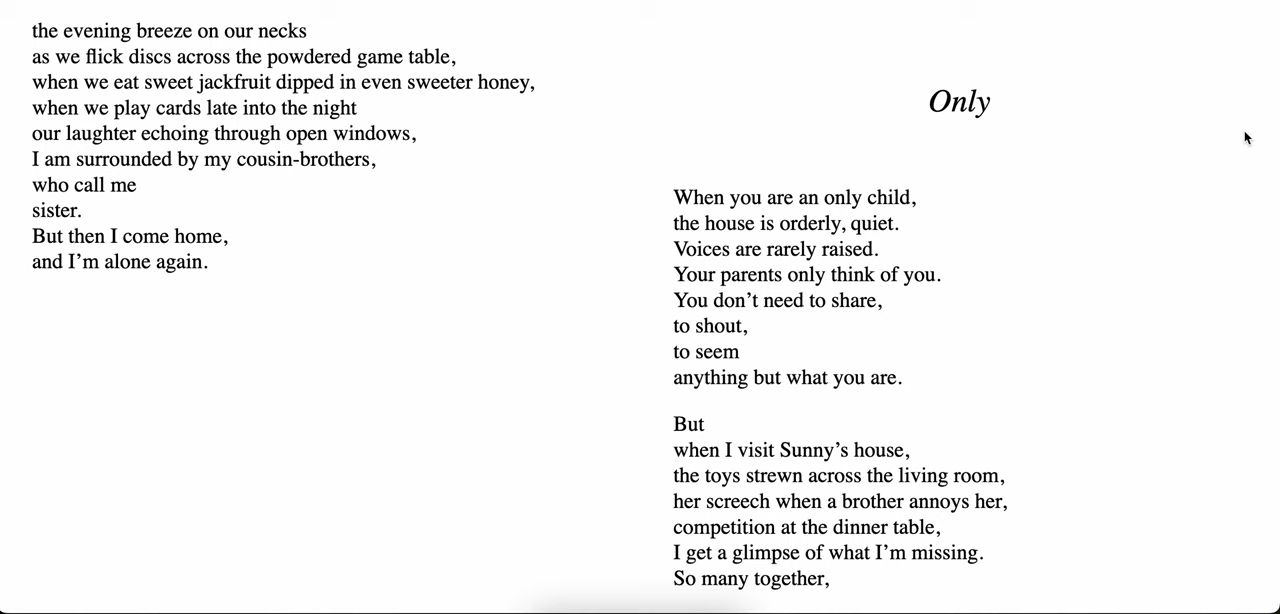 the evening breeze on our necks
as we flick discs across the powdered game table,
when we eat sweet jackfruit dipped in even sweeter honey,
when we play cards late into the night
our laughter echoing through open windows,
I am surrounded by my cousin-brothers,
who call me
sister.
But then I come home,
and I’m alone again.
Only
When you are an only child,
the house is orderly, quiet.
Voices are rarely raised.
Your parents only think of you.
You don’t need to share,
to shout,
to seem
anything but what you are.
But
when I visit Sunny’s house,
the toys strewn across the living room,
her screech when a brother annoys her,
competition at the dinner table,
I get a glimpse of what I’m missing.
So many together,